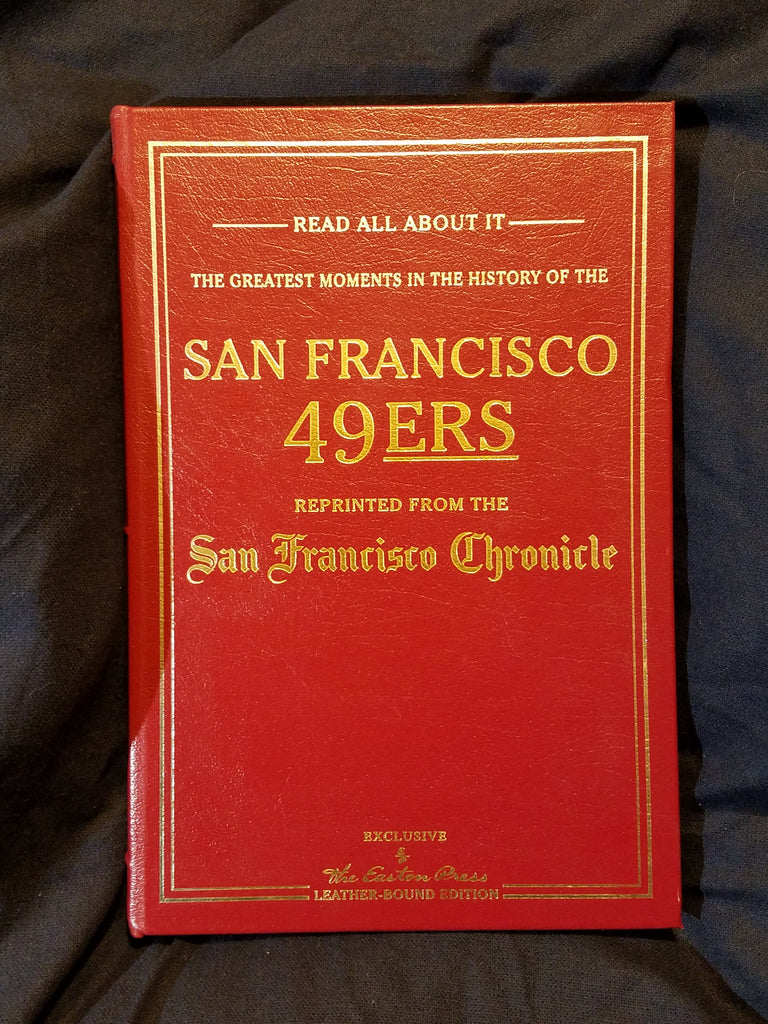 READ ALL ABOUT IT
THE GREATEST MOMENTS IN THE HISTORY OF THE
SAN FRANCISCO
49ERS
REPRINTED FROM THE
San Francisco Chronicle
EXCLUSIVE
The Easton Press
LEATHER-BOUND EDITION